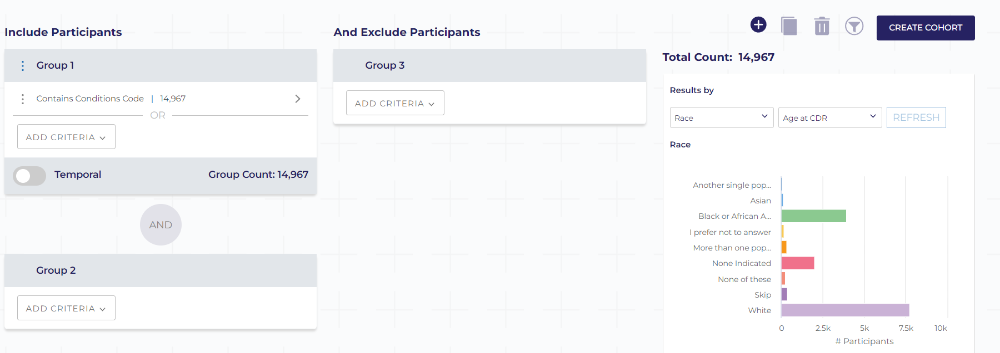 Include Participants
Group 1
Contains Conditions Code | 14,967
OR
ADD CRITERIA
Temporal
Group Count: 14,967
AND
Group 2
ADD CRITERIA
And Exclude Participants
Group 3
ADD CRITERIA
CREATE COHORT
Total Count: 14,967
Results by
Race
Age at CDR
REFRESH
Race
Another single pop...
Asian
Black or African A...
I prefer not to answer
More than one pop...
None Indicated
None of these
Skip
White
0 2.5k 5k 7.5k 10k
# Participants